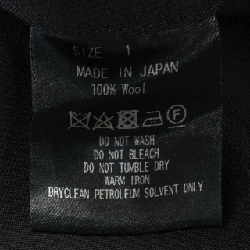 SIZE 1
MADE IN JAPAN
100% Wool
F
DO NOT WASH
DO NOT BLEACH
DO NOT TUMBLE DRY
WARM IRON
DRYCLEAN PETROLEUM SOLVENT ONLY